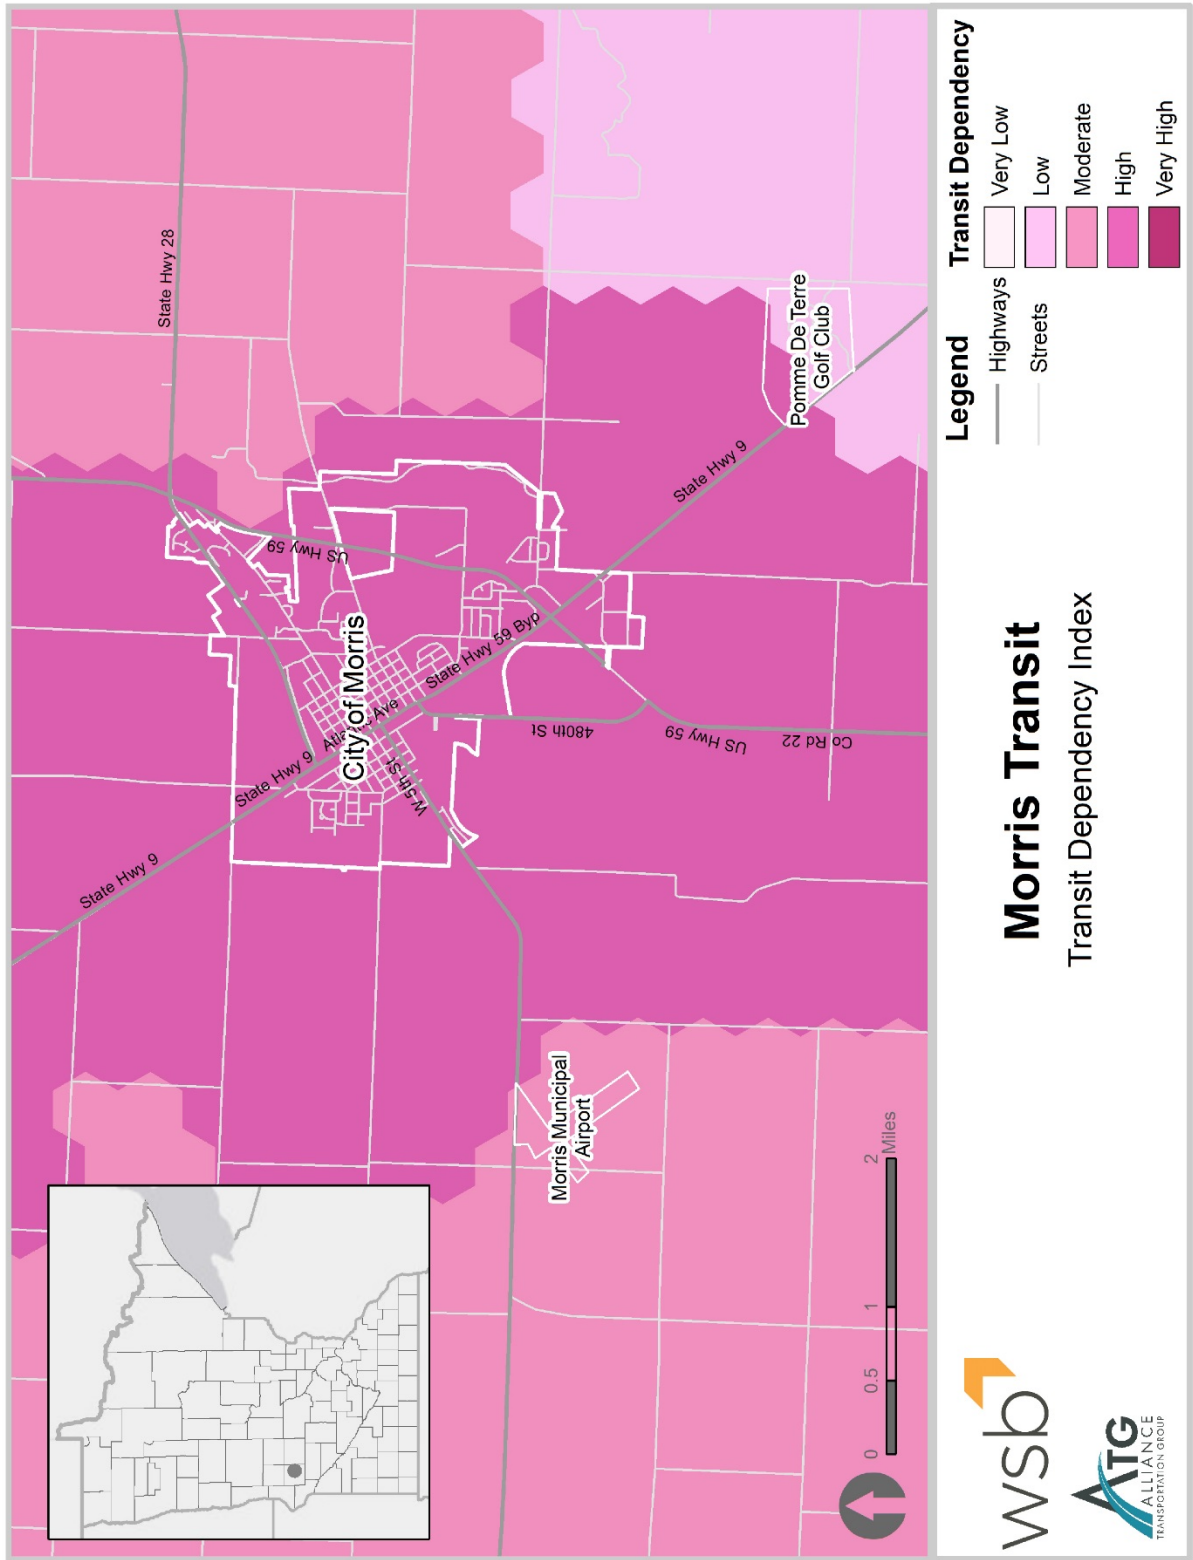 State Hwy 28
State Hwy 9
State Hwy 9
US Hwy 59
City of Morris
Atlantic Ave
State Hwy 59 Byp
W 5th St
480th St
US Hwy 59
Co Rd 22
State Hwy 9
Pomme De Terre
Golf Club
Morris Municipal
Airport
0 0.5 1 2
Miles
wsb
ATG
ALLIANCE
TRANSPORTATION GROUP
Morris Transit
Transit Dependency Index
Legend
Highways
Streets
Transit Dependency
Very Low
Low
Moderate
High
Very High